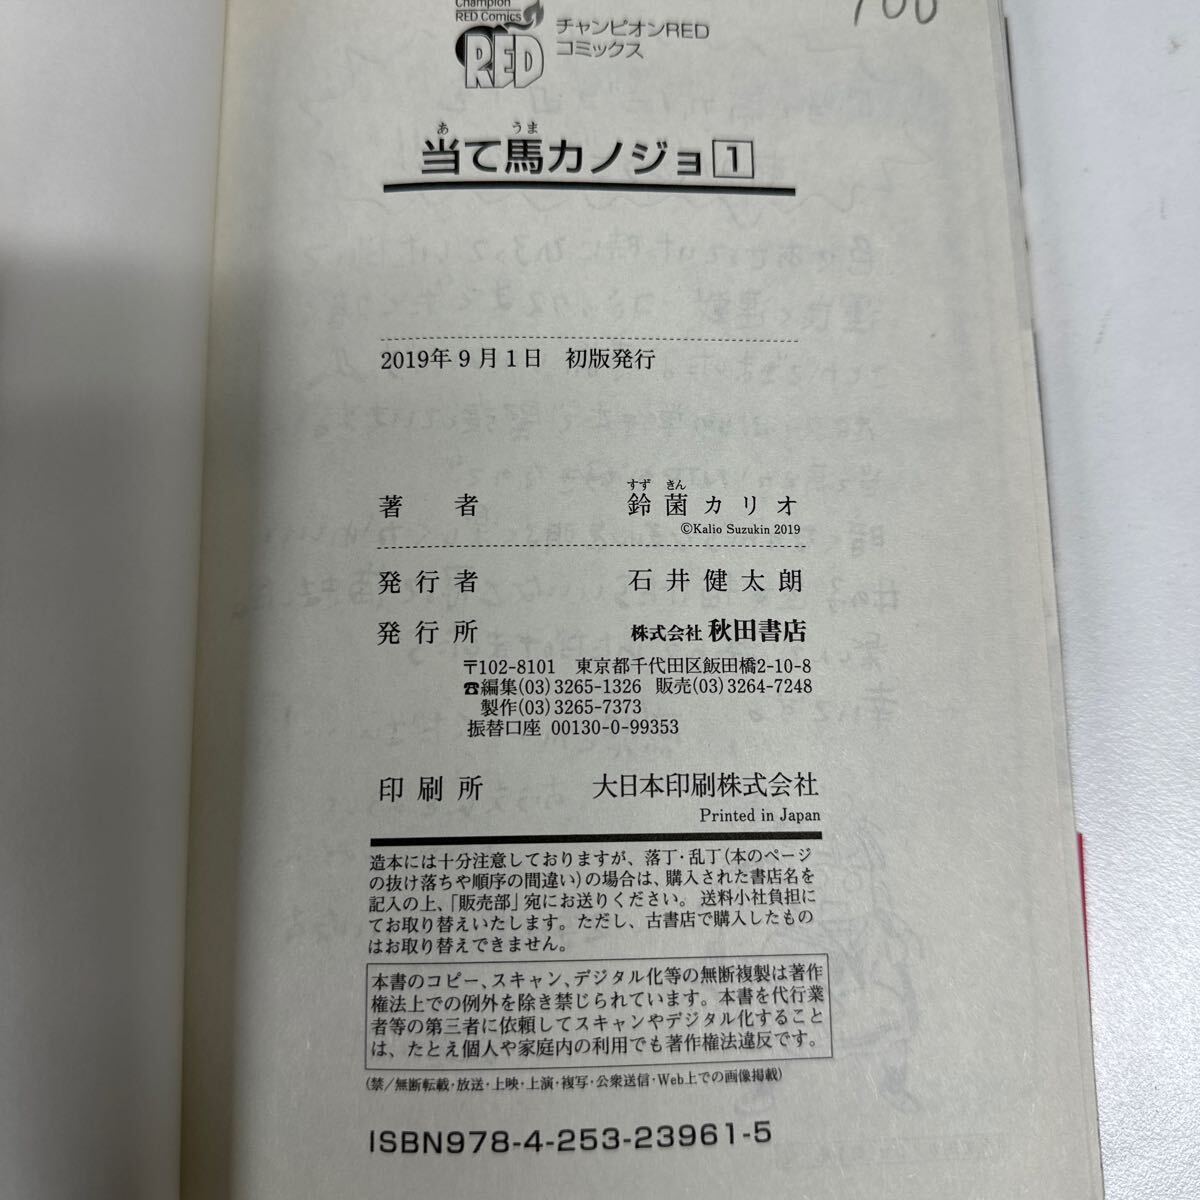 Champion
RED Comics
RED
チャンピオンRED
コミックス
100
あ うま
当て馬カノジョ 1
2019年9月1日 初版発行
すず きん
著者 鈴菌カリオ
©Kalio Suzukin 2019
発行者 石井健太朗
発行所 株式会社 秋田書店
〒102-8101 東京都千代田区飯田橋2-10-8
☎編集(03)3265-1326 販売(03)3264-7248
製作(03)3265-7373
振替口座 00130-0-99353
印刷所 大日本印刷株式会社
Printed in Japan
造本には十分注意しておりますが、落丁・乱丁(本のページ
の抜け落ちや順序の間違い)の場合は、購入された書店名を
記入の上、「販売部」宛にお送りください。送料小社負担に
てお取り替えいたします。ただし、古書店で購入したもの
はお取り替えできません。
本書のコピー、スキャン、デジタル化等の無断複製は著作
権法上での例外を除き禁じられています。本書を代行業
者等の第三者に依頼してスキャンやデジタル化すること
は、たとえ個人や家庭内の利用でも著作権法違反です。
(禁/無断転載・放送・上映・上演・複写・公衆送信・Web上での画像掲載)
ISBN978-4-253-23961-5